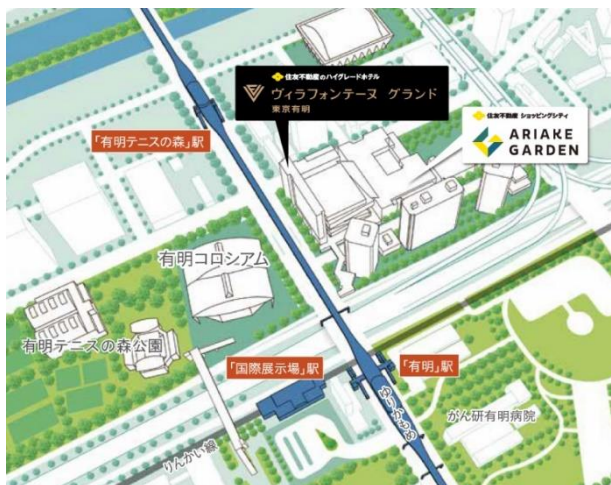 住友不動産のハイグレードホテル
ヴィラフォンテーヌ グランド
東京有明
住友不動産 ショッピングシティ
ARIAKE
GARDEN
「有明テニスの森」駅
有明コロシアム
有明テニスの森公園
「国際展示場」駅
「有明」駅
ゆりかもめ
がん研有明病院
りんかい線